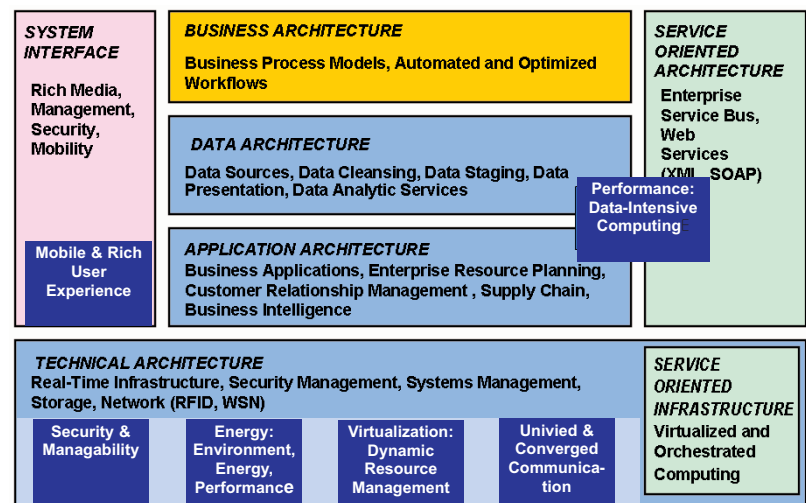 SYSTEM
INTERFACE
Rich Media,
Management,
Security,
Mobility
Mobile & Rich
User
Experience
BUSINESS ARCHITECTURE
Business Process Models, Automated and Optimized
Workflows
DATA ARCHITECTURE
Data Sources, Data Cleansing, Data Staging, Data
Presentation, Data Analytic Services
APPLICATION ARCHITECTURE
Business Applications, Enterprise Resource Planning,
Customer Relationship Management , Supply Chain,
Business Intelligence
Performance:
Data-Intensive
Computing
SERVICE
ORIENTED
ARCHITECTURE
Enterprise
Service Bus,
Web
Services
(XML, SOAP)
TECHNICAL ARCHITECTURE
Real-Time Infrastructure, Security Management, Systems Management,
Storage, Network (RFID, WSN)
Security &
Managability
Energy:
Environment,
Energy,
Performance
Virtualization:
Dynamic
Resource
Management
Univied &
Converged
Communica-
tion
SERVICE
ORIENTED
INFRASTRUCTURE
Virtualized and
Orchestrated
Computing